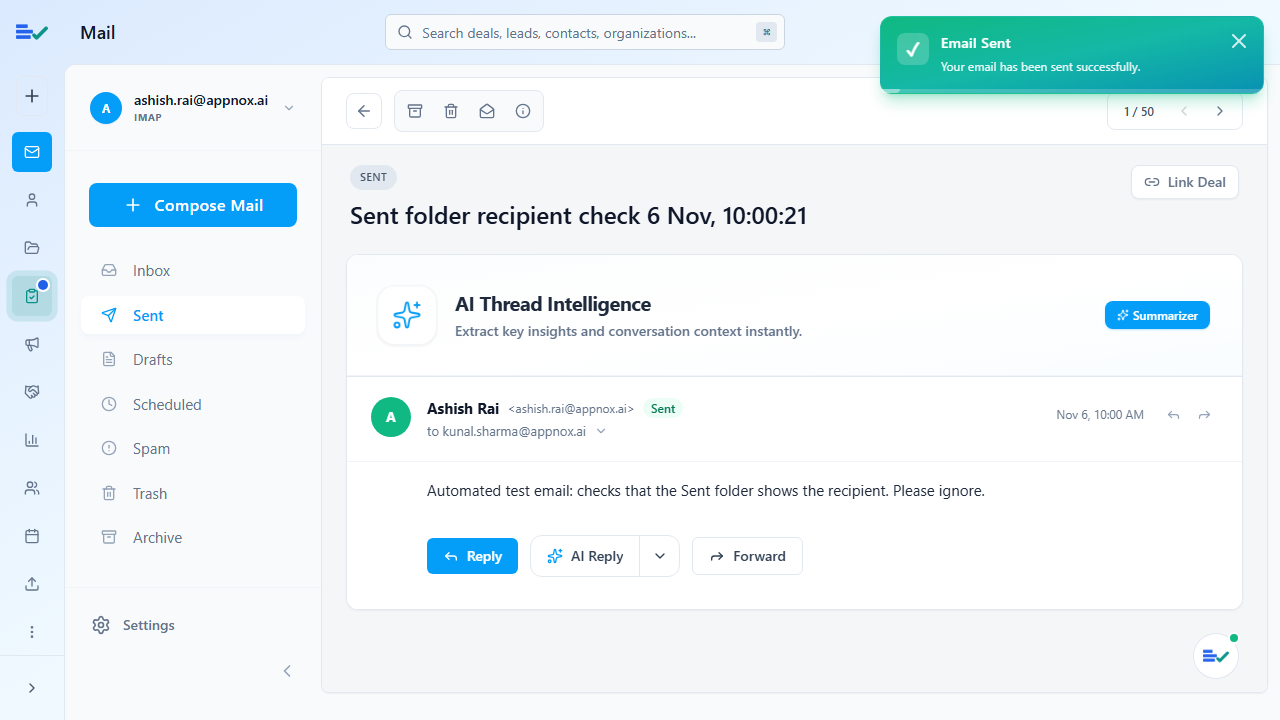 Mail
Search deals, leads, contacts, organizations...
⌘
Email Sent
Your email has been sent successfully.
A
ashish.rai@appnox.ai
IMAP
Compose Mail
Inbox
Sent
Drafts
Scheduled
Spam
Trash
Archive
Settings
1 / 50
SENT
Link Deal
Sent folder recipient check 6 Nov, 10:00:21
AI Thread Intelligence
Extract key insights and conversation context instantly.
Summarizer
A
Ashish Rai <ashish.rai@appnox.ai> Sent
to kunal.sharma@appnox.ai
Nov 6, 10:00 AM
Automated test email: checks that the Sent folder shows the recipient. Please ignore.
Reply
AI Reply
Forward